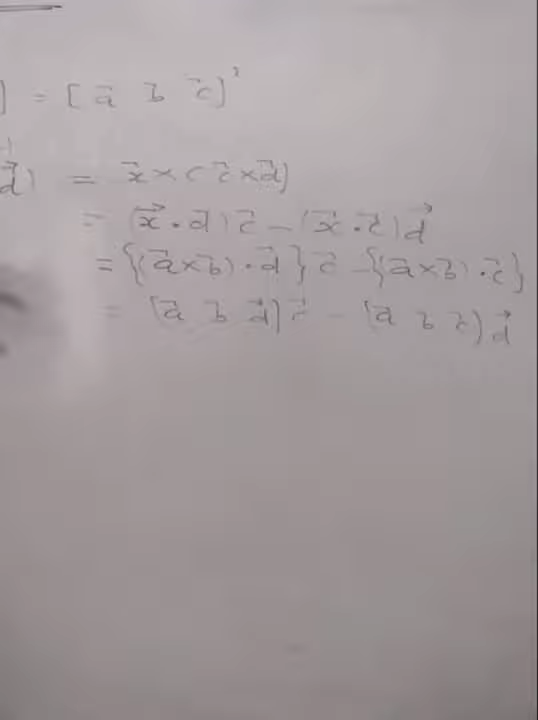 ] = [ a⃗ b⃗ c⃗ ]²
d⃗) = x⃗ × ( c⃗ × d⃗ )
= (x⃗ · d⃗) c⃗ – (x⃗ · c⃗) d⃗
= {(a⃗ × b⃗) · d⃗} c⃗ – {(a⃗ × b⃗) · c⃗}
= [a⃗ b⃗ d⃗] c⃗ – [a⃗ b⃗ c⃗) d⃗